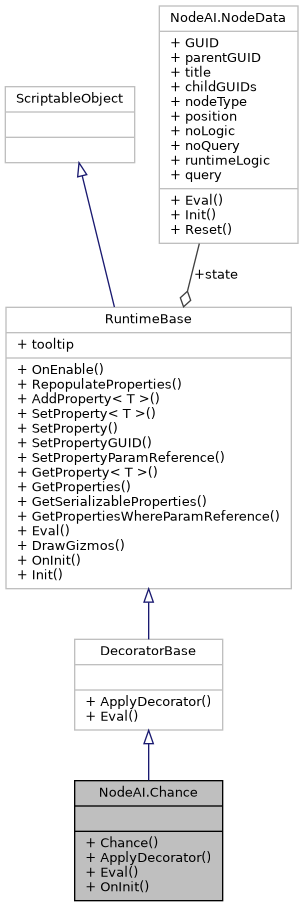 NodeAI.NodeData
+ GUID
+ parentGUID
+ title
+ childGUIDs
+ nodeType
+ position
+ noLogic
+ noQuery
+ runtimeLogic
+ query
+ Eval()
+ Init()
+ Reset()
ScriptableObject
+state
RuntimeBase
+ tooltip
+ OnEnable()
+ RepopulateProperties()
+ AddProperty< T >()
+ SetProperty< T >()
+ SetProperty()
+ SetPropertyGUID()
+ SetPropertyParamReference()
+ GetProperty< T >()
+ GetProperties()
+ GetSerializableProperties()
+ GetPropertiesWhereParamReference()
+ Eval()
+ DrawGizmos()
+ OnInit()
+ Init()
DecoratorBase
+ ApplyDecorator()
+ Eval()
NodeAI.Chance
+ Chance()
+ ApplyDecorator()
+ Eval()
+ OnInit()